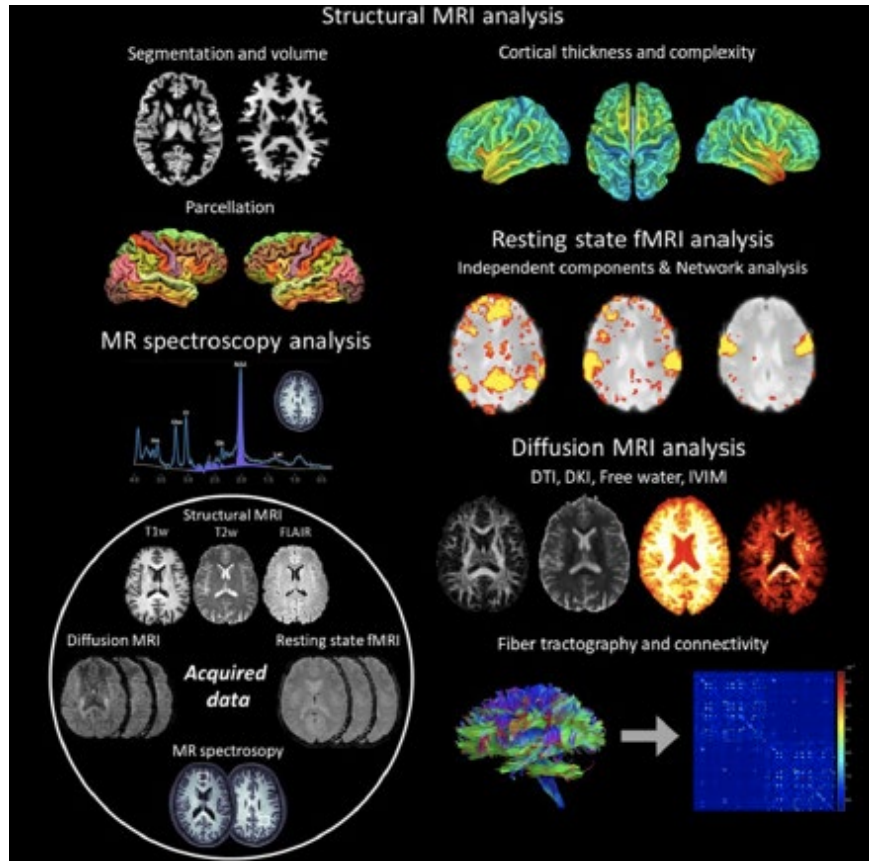 Structural MRI analysis
Segmentation and volume
Cortical thickness and complexity
Parcellation
Resting state fMRI analysis
Independent components & Network analysis
MR spectroscopy analysis
Diffusion MRI analysis
DTI, DKI, Free water, IVIM
Structural MRI
T1w
T2w
FLAIR
Diffusion MRI
Resting state fMRI
Acquired
data
MR spectrosopy
Fiber tractography and connectivity